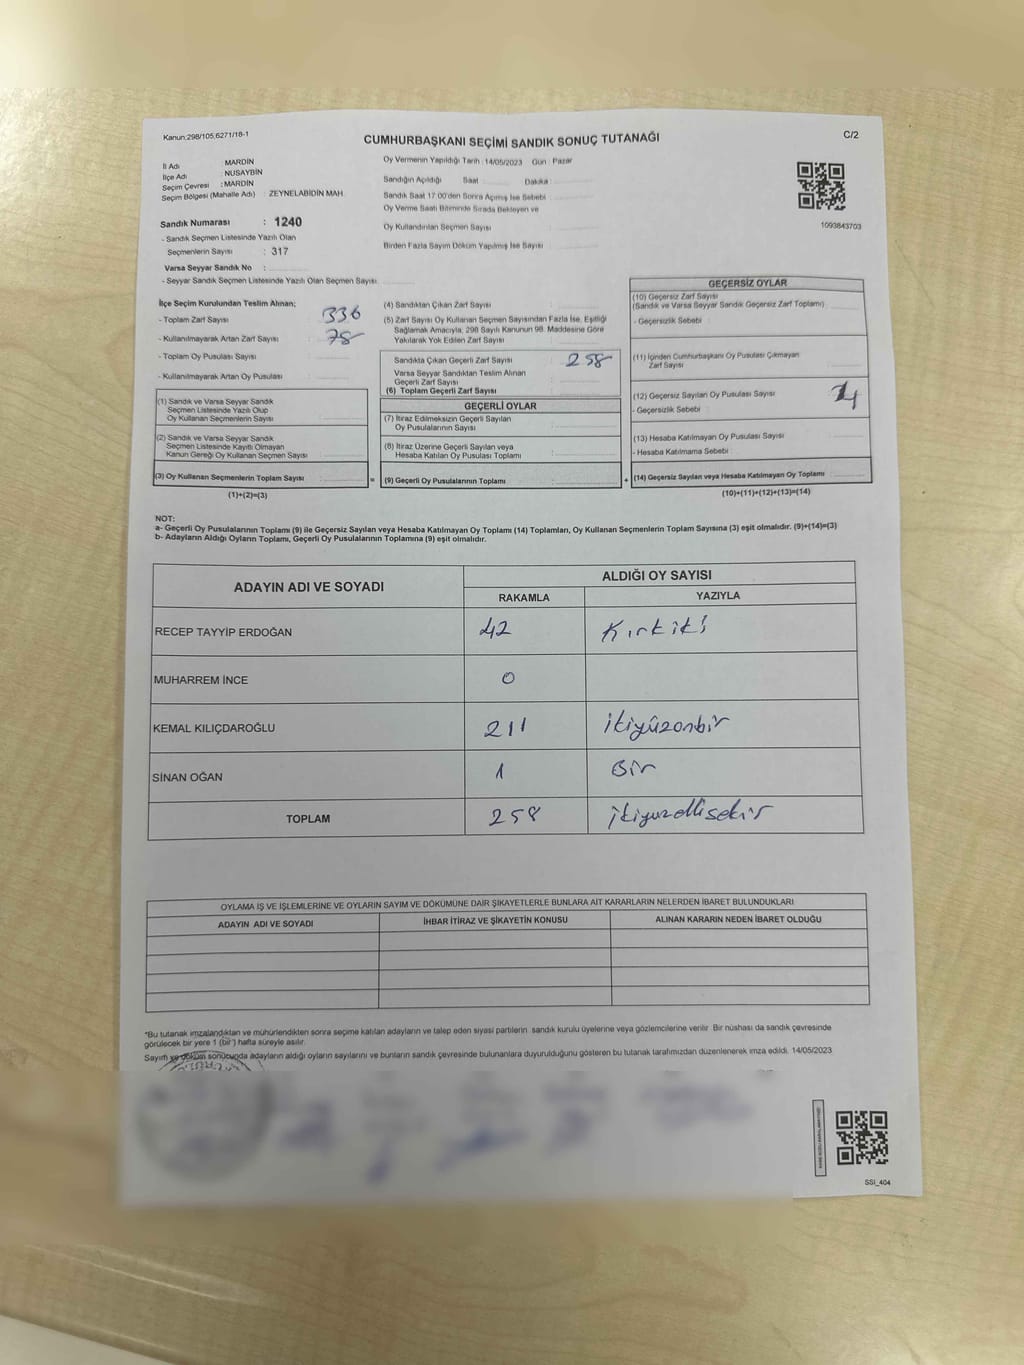 Kanun:298/105,6271/18-1
CUMHURBAŞKANI SEÇİMİ SANDIK SONUÇ TUTANAĞI
C/2
İl Adı : MARDİN
İlçe Adı : NUSAYBİN
Seçim Çevresi : MARDİN
Seçim Bölgesi (Mahalle Adı) : ZEYNELABİDİN MAH.
Sandık Numarası : 1240
- Sandık Seçmen Listesinde Yazılı Olan
Seçmenlerin Sayısı : 317
Varsa Seyyar Sandık No :
- Seyyar Sandık Seçmen Listesinde Yazılı Olan Seçmen Sayısı
Oy Vermenin Yapıldığı Tarih : 14/05/2023 Gün : Pazar
Sandığın Açıldığı Saat Dakika
Sandık Saat 17.00'den Sonra Açılmış İse Sebebi
Oy Verme Saati Bitiminde Sırada Bekleyen ve
Oy Kullandırılan Seçmen Sayısı
Birden Fazla Sayım Döküm Yapılmış İse Sayısı
1093843703
İlçe Seçim Kurulundan Teslim Alınan;
- Toplam Zarf Sayısı : 336
- Kullanılmayarak Artan Zarf Sayısı : 78
- Toplam Oy Pusulası Sayısı :
- Kullanılmayarak Artan Oy Pusulası :
(1) Sandık ve Varsa Seyyar Sandık
Seçmen Listesinde Yazılı Olup
Oy Kullanan Seçmenlerin Sayısı
(2) Sandık ve Varsa Seyyar Sandık
Seçmen Listesinde Kayıtlı Olmayan
Kanun Gereği Oy Kullanan Seçmen Sayısı
(3) Oy Kullanan Seçmenlerin Toplam Sayısı
(1)+(2)=(3)
(4) Sandıktan Çıkan Zarf Sayısı
(5) Zarf Sayısı Oy Kullanan Seçmen Sayısından Fazla İse, Eşitliği
Sağlamak Amacıyla, 298 Sayılı Kanunun 98. Maddesine Göre
Yakılarak Yok Edilen Zarf Sayısı
Sandıkta Çıkan Geçerli Zarf Sayısı : 258
Varsa Seyyar Sandıktan Teslim Alınan
Geçerli Zarf Sayısı
(6) Toplam Geçerli Zarf Sayısı
GEÇERLİ OYLAR
(7) İtiraz Edilmeksizin Geçerli Sayılan
Oy Pusulalarının Sayısı
(8) İtiraz Üzerine Geçerli Sayılan veya
Hesaba Katılan Oy Pusulası Toplamı
= (9) Geçerli Oy Pusulalarının Toplamı
GEÇERSİZ OYLAR
(10) Geçersiz Zarf Sayısı
(Sandık ve Varsa Seyyar Sandık Geçersiz Zarf Toplamı)
- Geçersizlik Sebebi
(11) İçinden Cumhurbaşkanı Oy Pusulası Çıkmayan
Zarf Sayısı
(12) Geçersiz Sayılan Oy Pusulası Sayısı
- Geçersizlik Sebebi
(13) Hesaba Katılmayan Oy Pusulası Sayısı
- Hesaba Katılmama Sebebi
+ (14) Geçersiz Sayılan veya Hesaba Katılmayan Oy Toplamı
(10)+(11)+(12)+(13)=(14)
NOT:
a- Geçerli Oy Pusulalarının Toplamı (9) ile Geçersiz Sayılan veya Hesaba Katılmayan Oy Toplamı (14) Toplamları, Oy Kullanan Seçmenlerin Toplam Sayısına (3) eşit olmalıdır. (9)+(14)=(3)
b- Adayların Aldığı Oyların Toplamı, Geçerli Oy Pusulalarının Toplamına (9) eşit olmalıdır.
ADAYIN ADI VE SOYADI
ALDIĞI OY SAYISI
RAKAMLA YAZIYLA
RECEP TAYYİP ERDOĞAN 42 Kırkiki
MUHARREM İNCE 0
KEMAL KILIÇDAROĞLU 211 ikiyüzonbir
SİNAN OĞAN 1 Bir
TOPLAM 258 ikiyuzellisekiz
OYLAMA İŞ VE İŞLEMLERİNE VE OYLARIN SAYIM VE DÖKÜMÜNE DAİR ŞİKAYETLERLE BUNLARA AİT KARARLARIN NELERDEN İBARET BULUNDUKLARI
ADAYIN ADI VE SOYADI İHBAR İTİRAZ VE ŞİKAYETİN KONUSU ALINAN KARARIN NEDEN İBARET OLDUĞU
*Bu tutanak imzalandıktan ve mühürlendikten sonra seçime katılan adayların ve talep eden siyasi partilerin sandık kurulu üyelerine veya gözlemcilerine verilir. Bir nüshası da sandık çevresinde
görülecek bir yere 1 (bir) hafta süreyle asılır.
Sayım ve döküm sonucunda adayların aldığı oyların sayılarını ve bunların sandık çevresinde bulunanlara duyurulduğunu gösteren bu tutanak tarafımızdan düzenlenerek imza edildi. 14/05/2023
SSİ_404